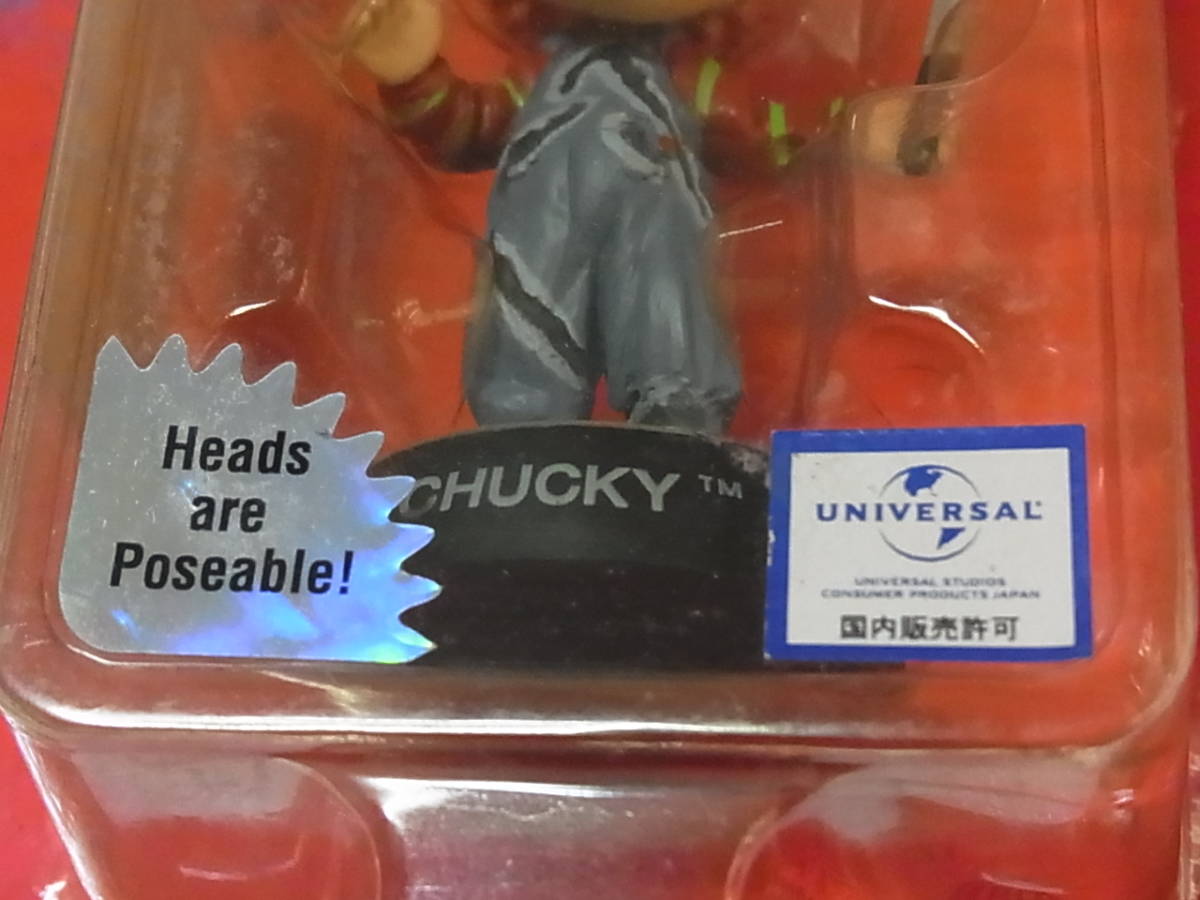 Heads
are
Poseable!
CHUCKY ™
UNIVERSAL
UNIVERSAL STUDIOS
CONSUMER PRODUCTS JAPAN
国内販売許可